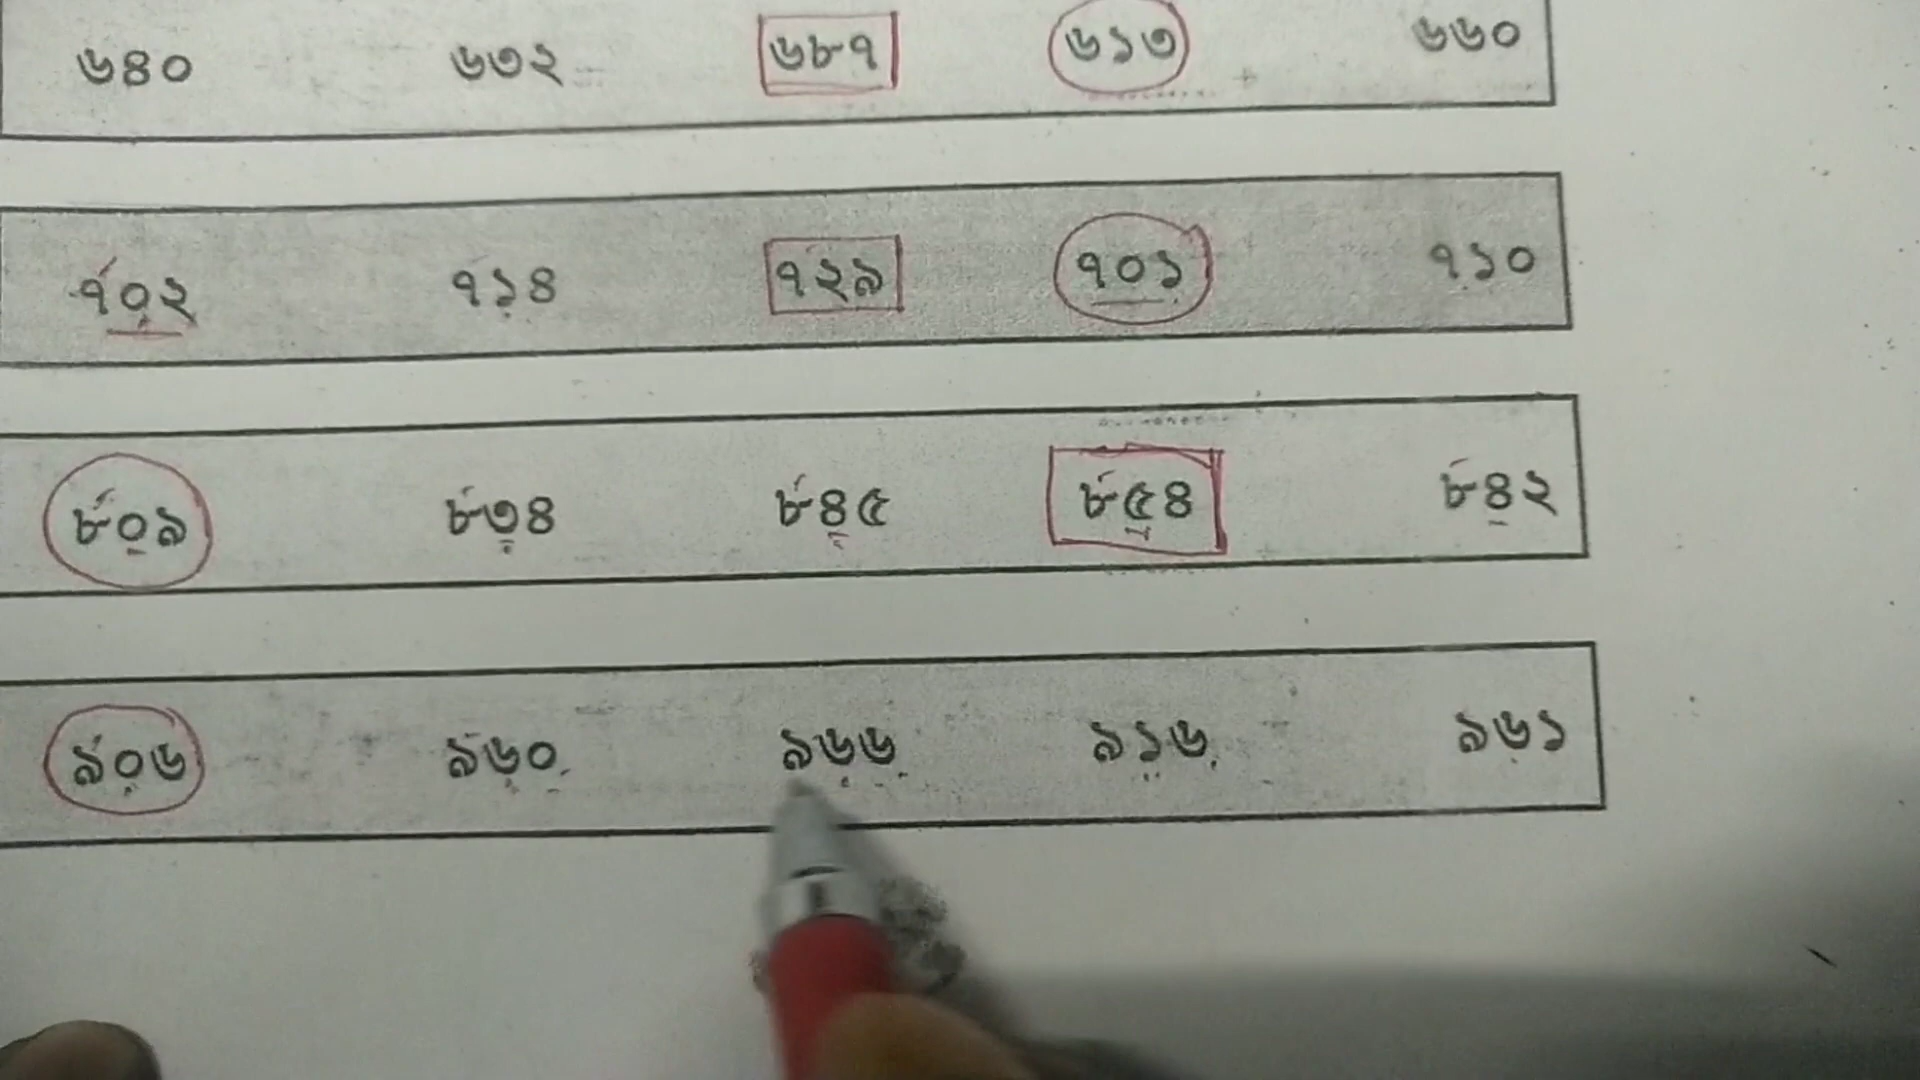 ৬৪০ ৬৩২ ৬৮৭ ৬১৩ ৬৬০
৭০২ ৭১৪ ৭২৯ ৭০১ ৭১০
৮০৯ ৮৩৪ ৮৪৫ ৮৫৪ ৮৪২
৯০৬ ৯৬০ ৯৬৬ ৯১৬ ৯৬১